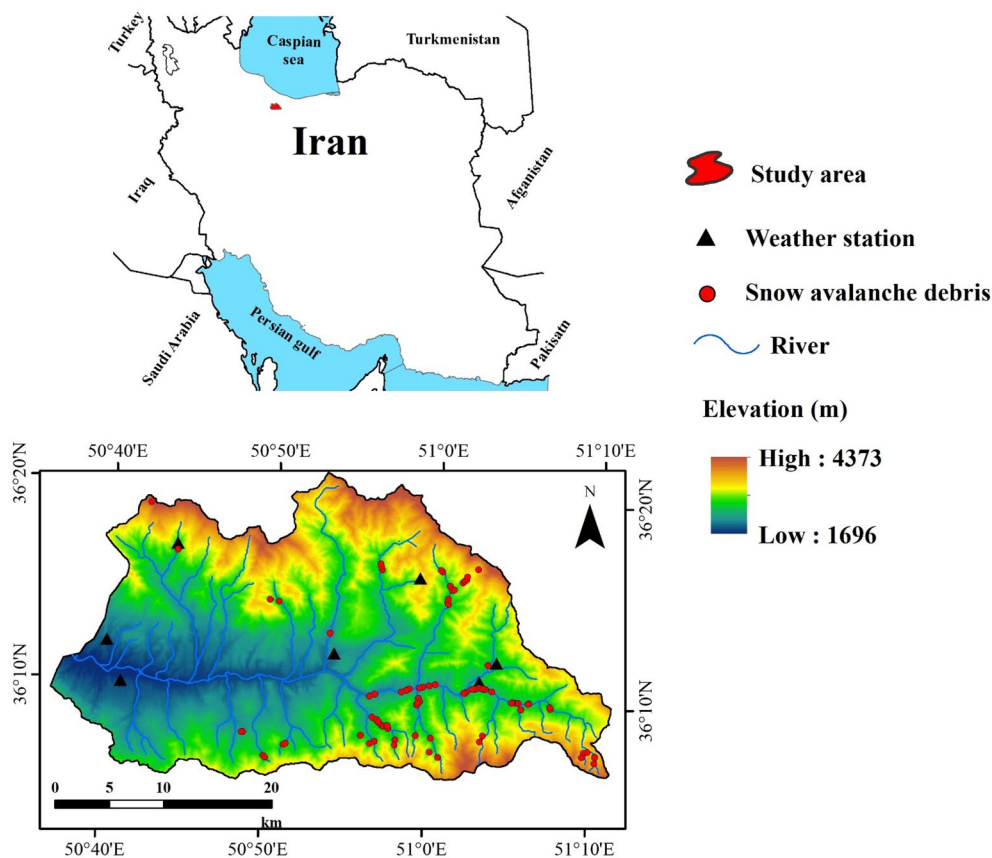 Turkey
Caspian
sea
Turkmenistan
Iran
Iraq
Afganistan
Saudi Arabia
Persian gulf
Pakisatn
Study area
Weather station
Snow avalanche debris
River
Elevation (m)
High : 4373
Low : 1696
50°40'E 50°50'E 51°0'E 51°10'E
36°20'N
36°20'N
N
36°10'N
36°10'N
0 5 10 20
km
50°40'E 50°50'E 51°0'E 51°10'E